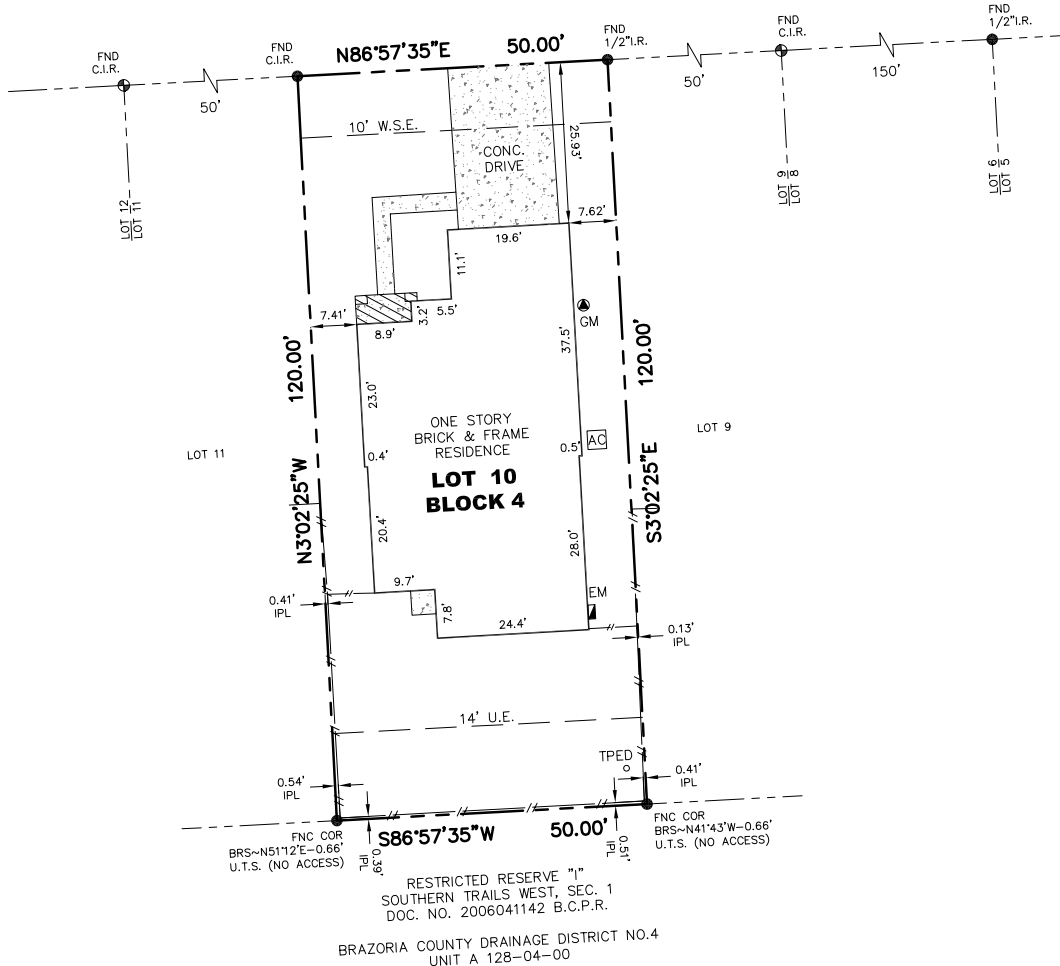 FND
C.I.R.
FND
C.I.R.
N86°57'35"E
50.00'
FND
1/2"I.R.
FND
C.I.R.
FND
1/2"I.R.
50'
50'
150'
10' W.S.E.
CONC.
DRIVE
25.93'
LOT 12
LOT 11
LOT 9
LOT 8
LOT 6
LOT 5
7.62'
19.6'
11.1'
5.5'
3.2'
7.41'
8.9'
GM
37.5'
120.00'
120.00'
23.0'
ONE STORY
BRICK & FRAME
RESIDENCE
LOT 10
BLOCK 4
AC
0.5'
0.4'
LOT 11
LOT 9
N3°02'25"W
S3°02'25"E
20.4'
28.0'
9.7'
7.8'
24.4'
EM
0.41'
IPL
0.13'
IPL
14' U.E.
TPED
0.54'
IPL
0.41'
IPL
FNC COR
BRS~N51°12'E-0.66'
U.T.S. (NO ACCESS)
0.39'
IPL
S86°57'35"W
50.00'
0.51'
IPL
FNC COR
BRS~N41°43'W-0.66'
U.T.S. (NO ACCESS)
RESTRICTED RESERVE "I"
SOUTHERN TRAILS WEST, SEC. 1
DOC. NO. 2006041142 B.C.P.R.
BRAZORIA COUNTY DRAINAGE DISTRICT NO.4
UNIT A 128-04-00